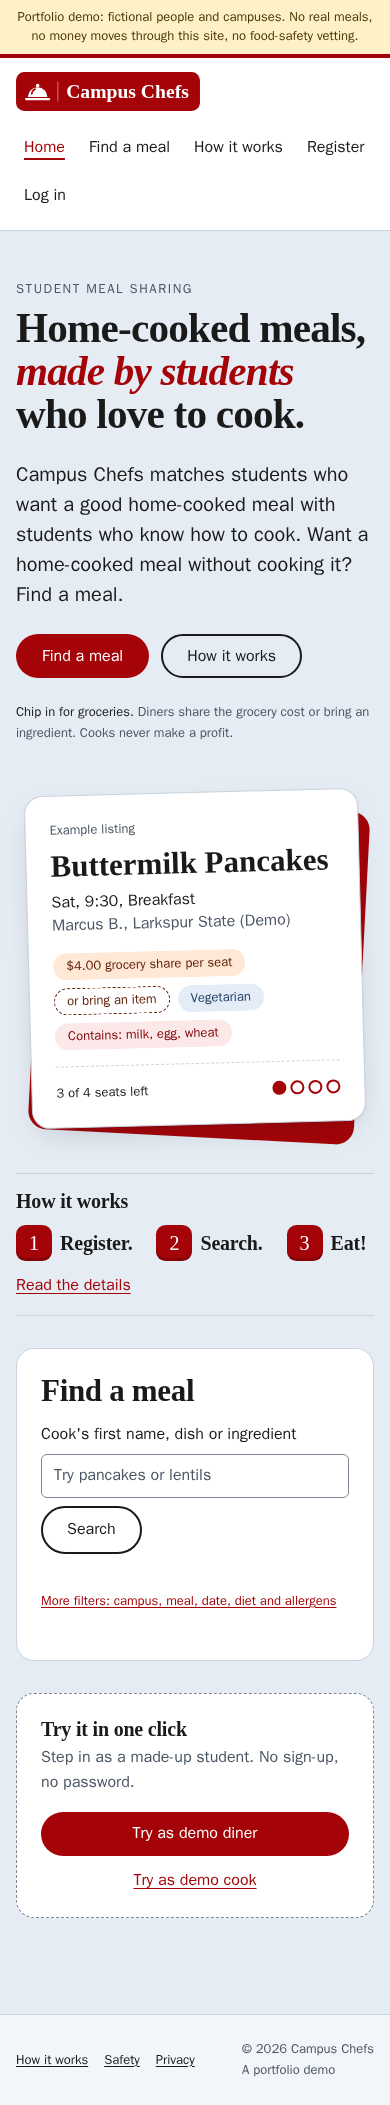 Portfolio demo: fictional people and campuses. No real meals,
no money moves through this site, no food-safety vetting.
Campus Chefs
Home Find a meal How it works Register
Log in
STUDENT MEAL SHARING
Home-cooked meals,
made by students
who love to cook.
Campus Chefs matches students who
want a good home-cooked meal with
students who know how to cook. Want a
home-cooked meal without cooking it?
Find a meal.
Find a meal How it works
Chip in for groceries. Diners share the grocery cost or bring an
ingredient. Cooks never make a profit.
Example listing
Buttermilk Pancakes
Sat, 9:30, Breakfast
Marcus B., Larkspur State (Demo)
$4.00 grocery share per seat
or bring an item Vegetarian
Contains: milk, egg, wheat
3 of 4 seats left
How it works
1 Register. 2 Search. 3 Eat!
Read the details
Find a meal
Cook's first name, dish or ingredient
Try pancakes or lentils
Search
More filters: campus, meal, date, diet and allergens
Try it in one click
Step in as a made-up student. No sign-up,
no password.
Try as demo diner
Try as demo cook
How it works Safety Privacy
© 2026 Campus Chefs
A portfolio demo